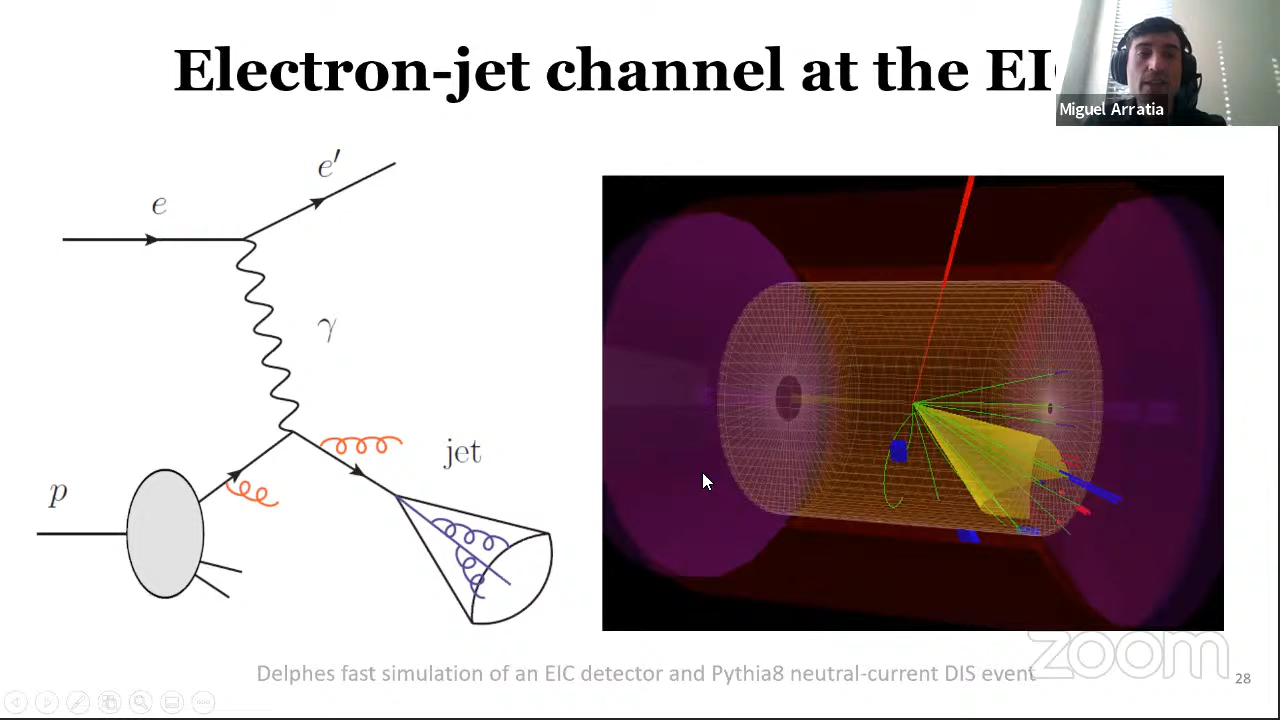 Electron-jet channel at the EIC
Miguel Arratia
e
e′
γ
p
jet
Delphes fast simulation of an EIC detector and Pythia8 neutral-current DIS event
zoom
28